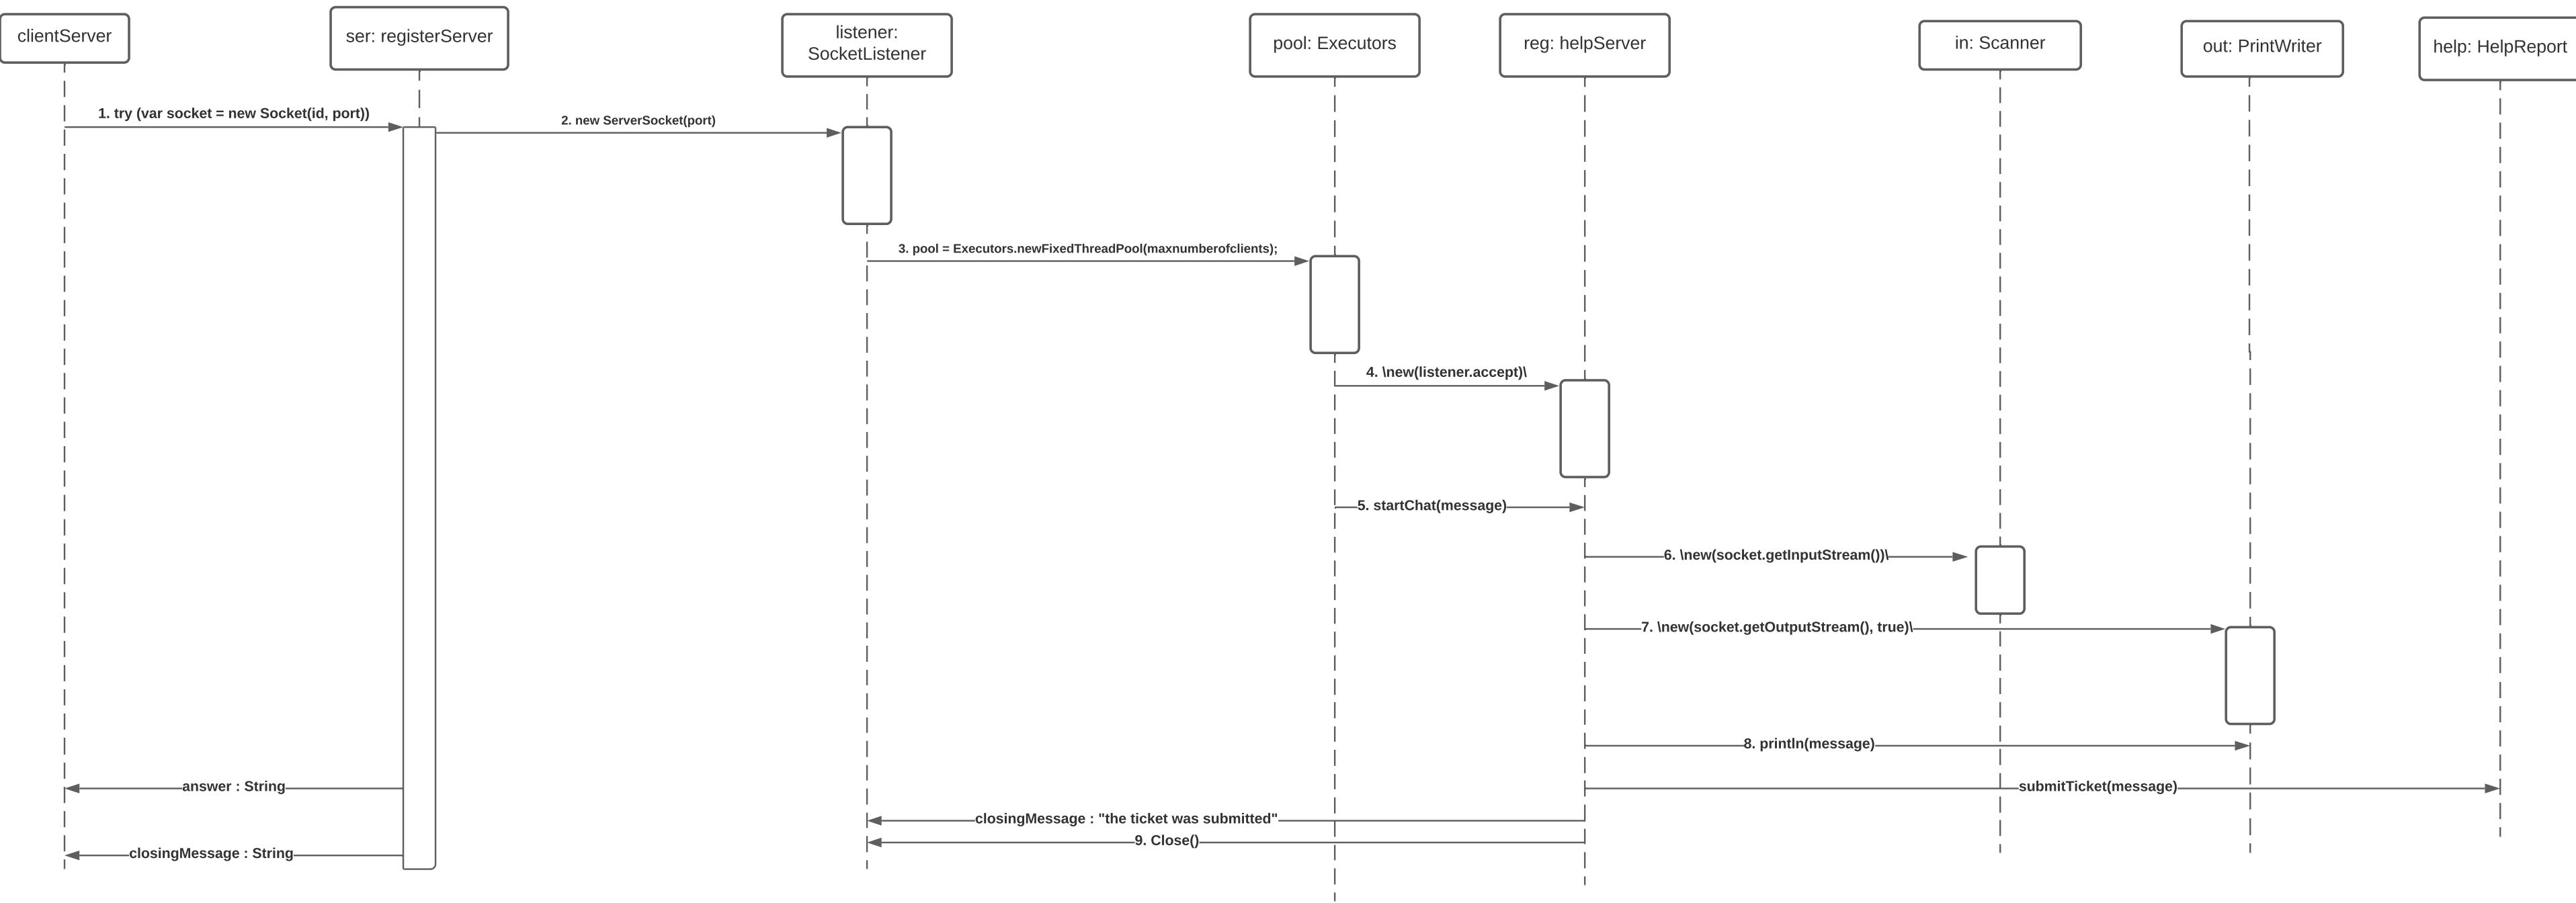 clientServer
ser: registerServer
listener:
SocketListener
pool: Executors
reg: helpServer
in: Scanner
out: PrintWriter
help: HelpReport
1. try (var socket = new Socket(id, port))
2. new ServerSocket(port)
3. pool = Executors.newFixedThreadPool(maxnumberofclients);
4. \new(listener.accept)\
5. startChat(message)
6. \new(socket.getInputStream())\
7. \new(socket.getOutputStream(), true)\
8. println(message)
answer : String
submitTicket(message)
closingMessage : "the ticket was submitted"
9. Close()
closingMessage : String